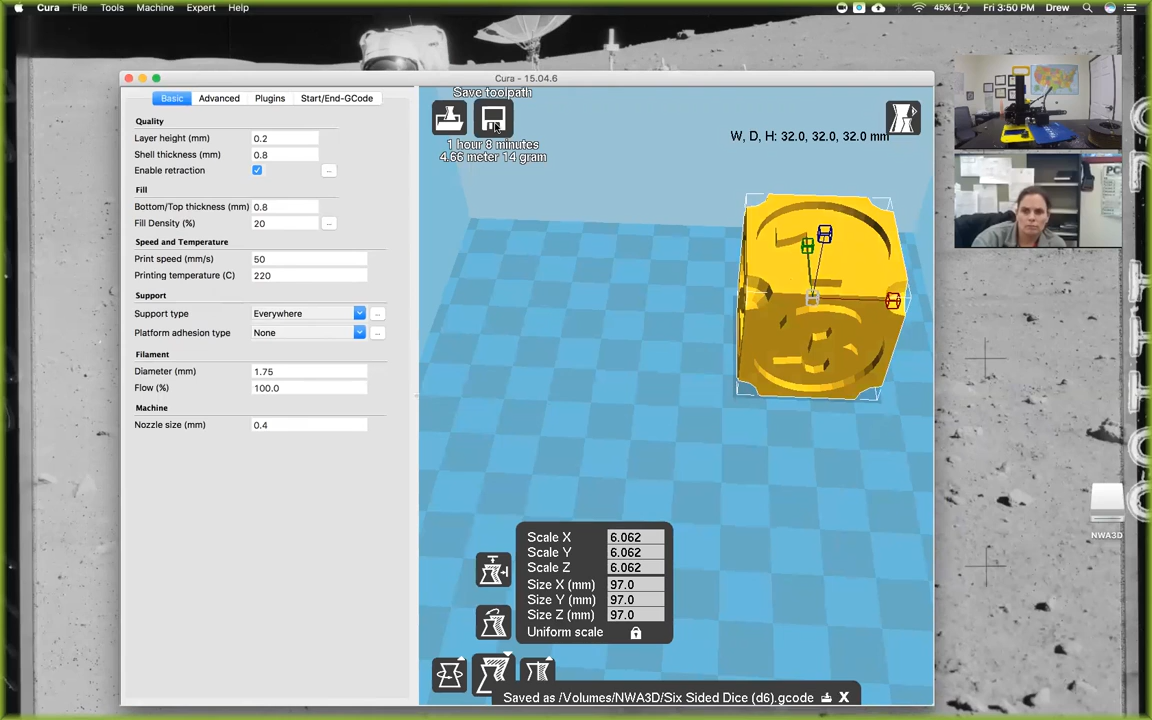 Cura File Tools Machine Expert Help
45% Fri 3:50 PM Drew
Cura - 15.04.6
Basic Advanced Plugins Start/End-GCode
Quality
Layer height (mm) 0.2
Shell thickness (mm) 0.8
Enable retraction ...
Fill
Bottom/Top thickness (mm) 0.8
Fill Density (%) 20 ...
Speed and Temperature
Print speed (mm/s) 50
Printing temperature (C) 220
Support
Support type Everywhere ...
Platform adhesion type None ...
Filament
Diameter (mm) 1.75
Flow (%) 100.0
Machine
Nozzle size (mm) 0.4
Save toolpath
1 hour 8 minutes
4.66 meter 14 gram
W, D, H: 32.0, 32.0, 32.0 mm
Scale X 6.062
Scale Y 6.062
Scale Z 6.062
Size X (mm) 97.0
Size Y (mm) 97.0
Size Z (mm) 97.0
Uniform scale
Saved as /Volumes/NWA3D/Six Sided Dice (d6).gcode X
PC
NWA3D